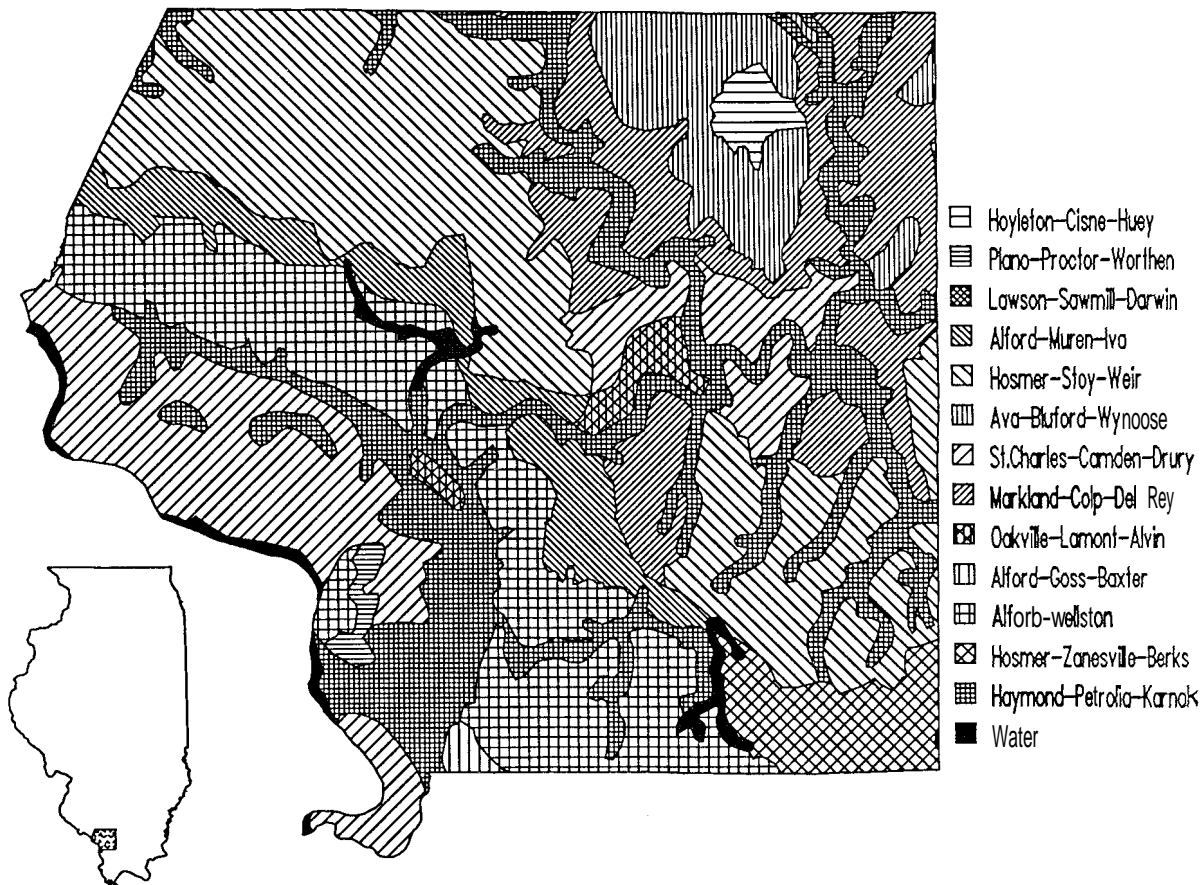 Hoyleton-Cisne-Huey
Plano-Proctor-Worthen
Lawson-Sawmill-Darwin
Alford-Muren-Iva
Hosmer-Stoy-Weir
Ava-Bluford-Wynoose
St.Charles-Camden-Drury
Markland-Colp-Del Rey
Oakville-Lamont-Alvin
Alford-Goss-Baxter
Alforb-wellston
Hosmer-Zanesville-Berks
Haymond-Petrolia-Karnak
Water